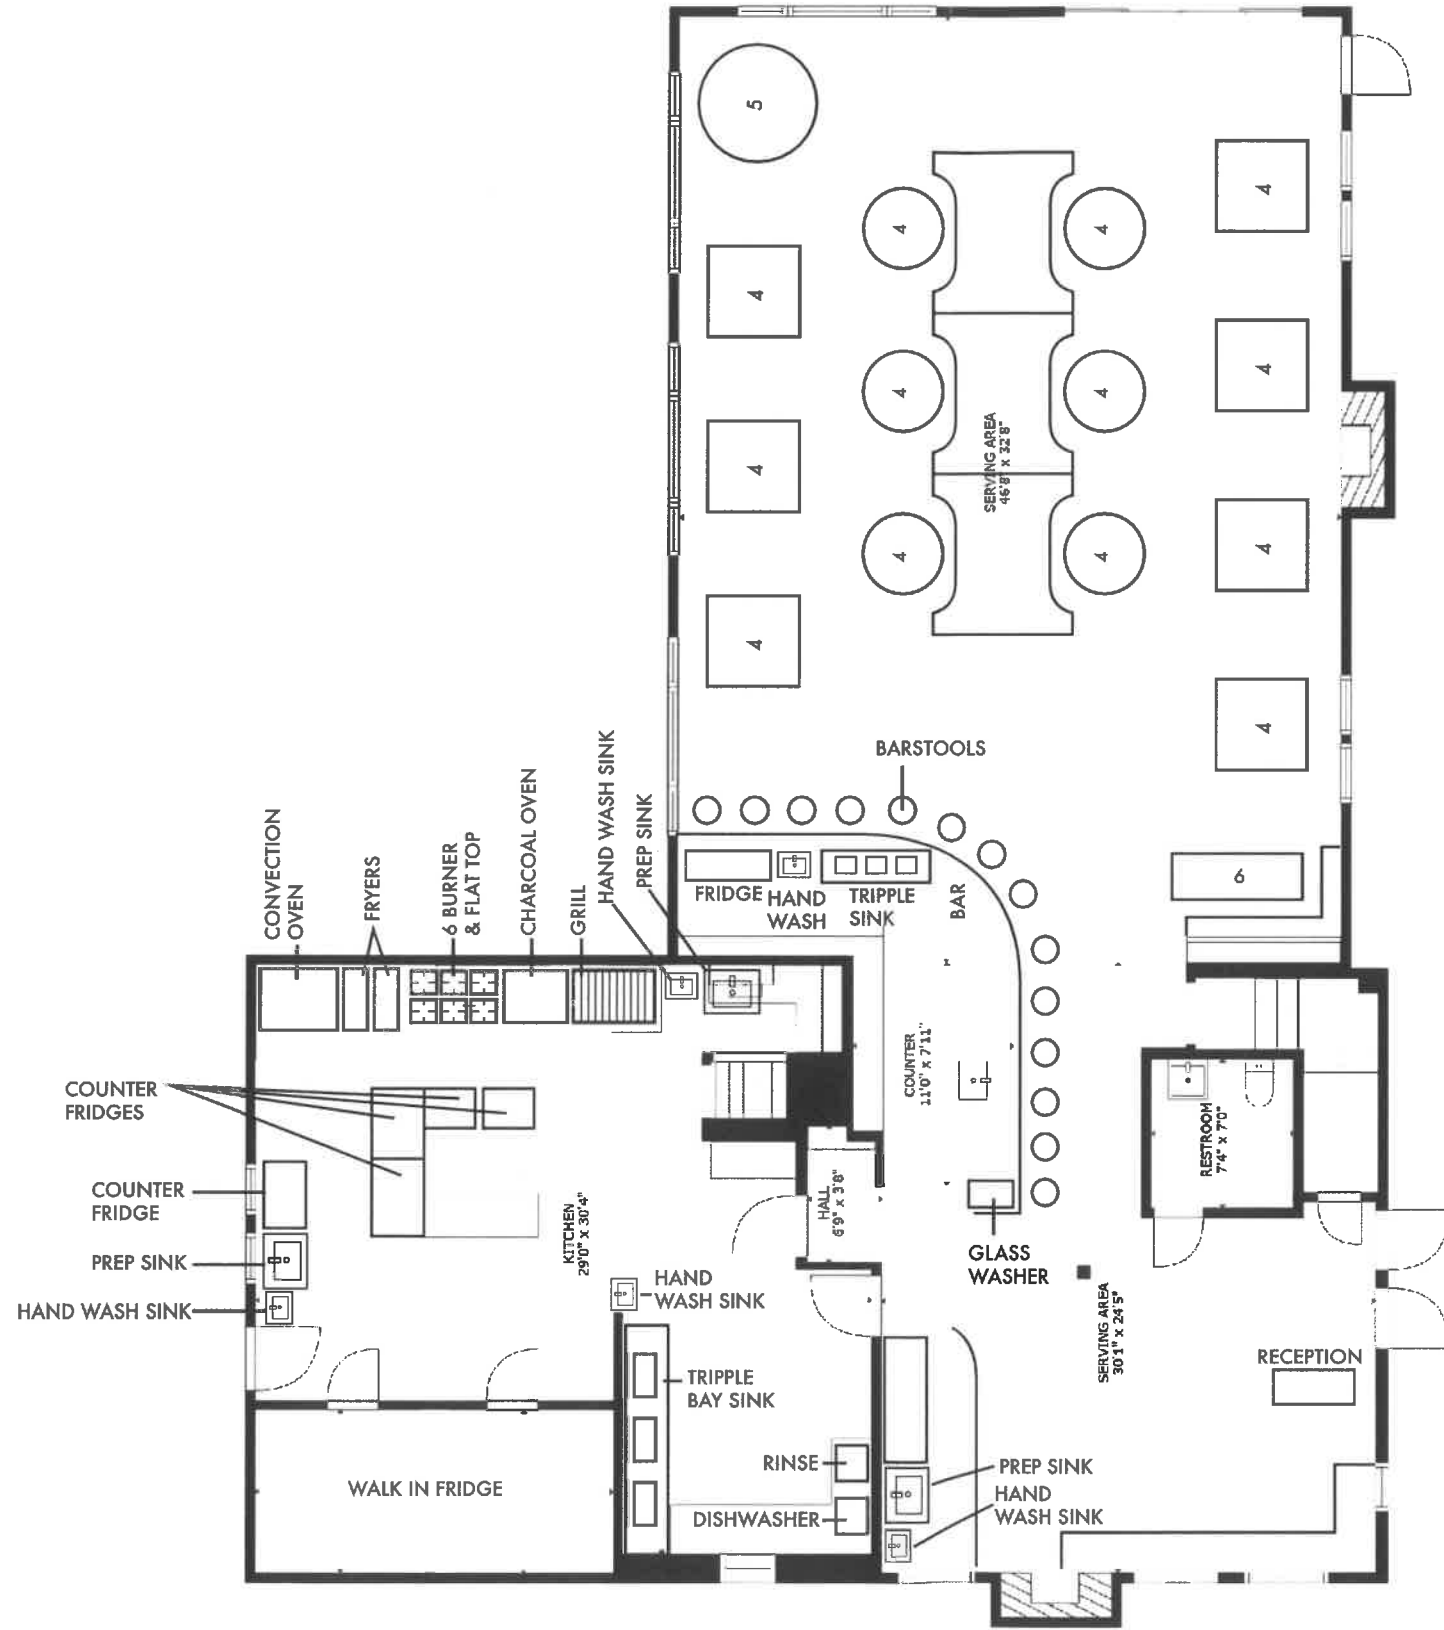 5
4
4
4
4
4
4
4
4
4
4
SERVING AREA
46'8" x 32'8"
4
4
4
BARSTOOLS
CONVECTION
OVEN
FRYERS
6 BURNER
& FLAT TOP
CHARCOAL OVEN
GRILL
HAND WASH SINK
PREP SINK
FRIDGE
HAND
WASH
TRIPPLE
SINK
BAR
6
COUNTER
11'0" x 7'11"
COUNTER
FRIDGES
RESTROOM
7'4" x 7'0"
COUNTER
FRIDGE
PREP SINK
HAND WASH SINK
KITCHEN
29'0" x 30'4"
HALL
6'9" x 3'8"
GLASS
WASHER
HAND
WASH SINK
SERVING AREA
30'1" x 24'5"
RECEPTION
TRIPPLE
BAY SINK
WALK IN FRIDGE
RINSE
DISHWASHER
PREP SINK
HAND
WASH SINK